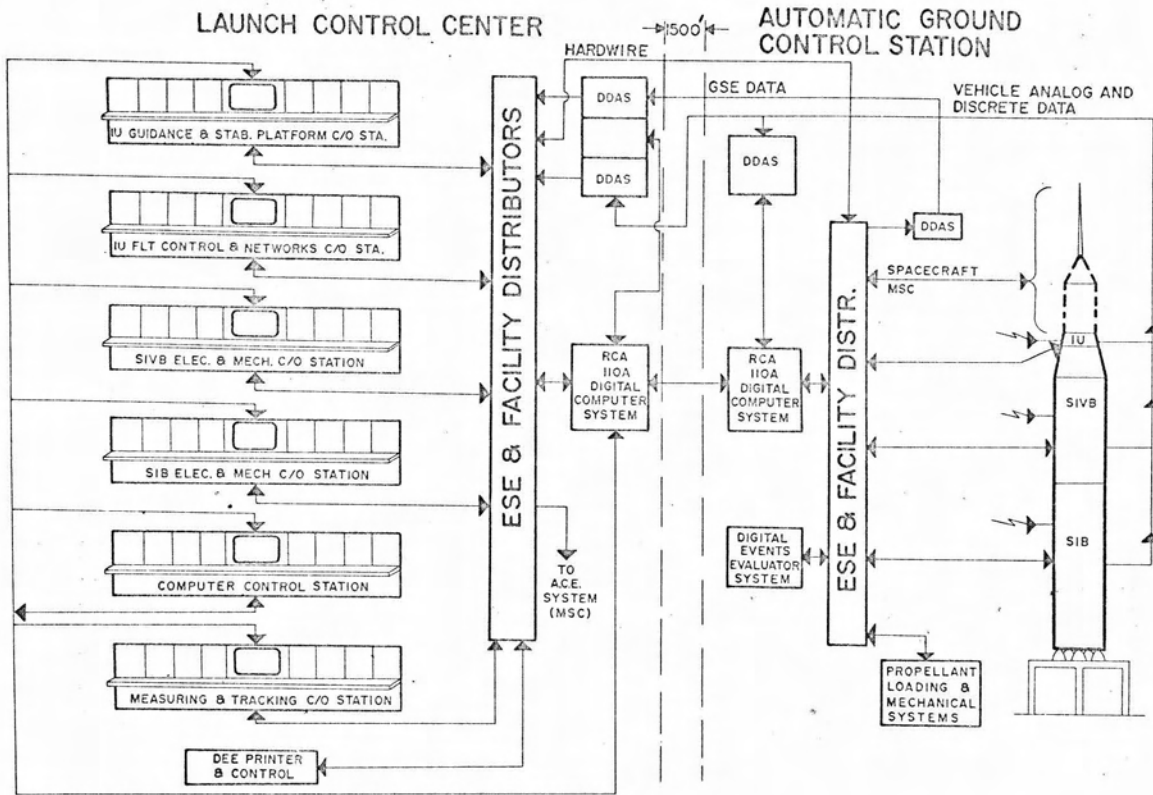 LAUNCH CONTROL CENTER
1500'
AUTOMATIC GROUND
CONTROL STATION
HARDWIRE
GSE DATA
VEHICLE ANALOG AND
DISCRETE DATA
IU GUIDANCE & STAB. PLATFORM C/O STA.
IU FLT CONTROL & NETWORKS C/O STA.
SIVB ELEC. & MECH. C/O STATION
SIB ELEC. & MECH C/O STATION
COMPUTER CONTROL STATION
MEASURING & TRACKING C/O STATION
DEE PRINTER
& CONTROL
ESE & FACILITY DISTRIBUTORS
DDAS
DDAS
RCA
110A
DIGITAL
COMPUTER
SYSTEM
TO
A.C.E.
SYSTEM
(MSC)
DDAS
RCA
110A
DIGITAL
COMPUTER
SYSTEM
DIGITAL
EVENTS
EVALUATOR
SYSTEM
ESE & FACILITY DISTR.
DDAS
SPACECRAFT
MSC
PROPELLANT
LOADING &
MECHANICAL
SYSTEMS
IU
SIVB
SIB